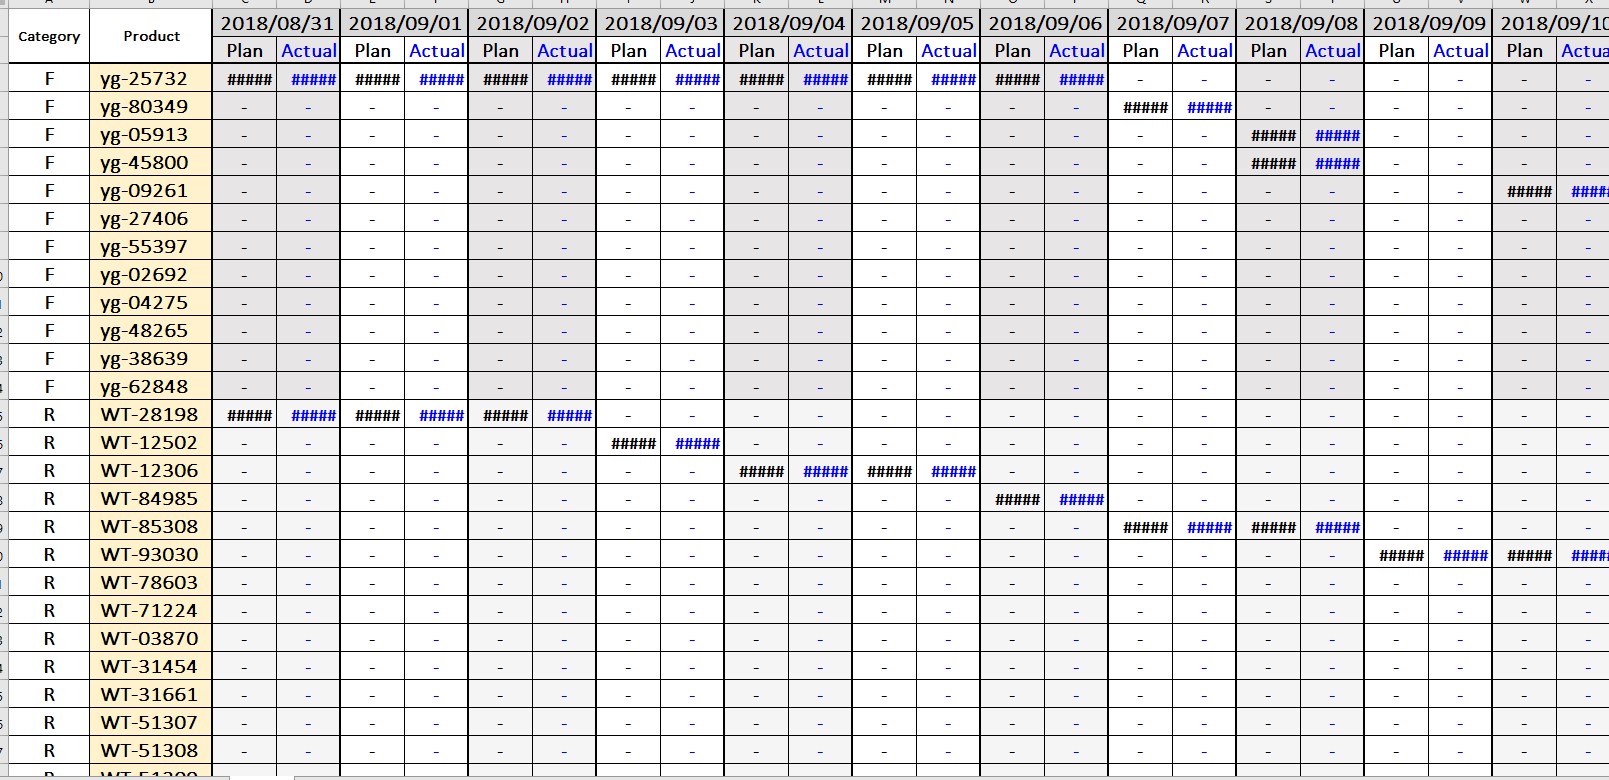 Category Product 2018/08/31 2018/09/01 2018/09/02 2018/09/03 2018/09/04 2018/09/05 2018/09/06 2018/09/07 2018/09/08 2018/09/09 2018/09/10
Plan Actual Plan Actual Plan Actual Plan Actual Plan Actual Plan Actual Plan Actual Plan Actual Plan Actual Plan Actual Plan Actua
F yg-25732 ##### ##### ##### ##### ##### ##### ##### ##### ##### ##### ##### ##### ##### ##### - - - - - - - -
F yg-80349 - - - - - - - - - - - - - - ##### ##### - - - - - -
F yg-05913 - - - - - - - - - - - - - - - - ##### ##### - - - -
F yg-45800 - - - - - - - - - - - - - - - - ##### ##### - - - -
F yg-09261 - - - - - - - - - - - - - - - - - - - - ##### #####
F yg-27406 - - - - - - - - - - - - - - - - - - - - - -
F yg-55397 - - - - - - - - - - - - - - - - - - - - - -
F yg-02692 - - - - - - - - - - - - - - - - - - - - - -
F yg-04275 - - - - - - - - - - - - - - - - - - - - - -
F yg-48265 - - - - - - - - - - - - - - - - - - - - - -
F yg-38639 - - - - - - - - - - - - - - - - - - - - - -
F yg-62848 - - - - - - - - - - - - - - - - - - - - - -
R WT-28198 ##### ##### ##### ##### ##### ##### - - - - - - - - - - - - - - - -
R WT-12502 - - - - - - ##### ##### - - - - - - - - - - - - - -
R WT-12306 - - - - - - - - ##### ##### ##### ##### - - - - - - - - - -
R WT-84985 - - - - - - - - - - - - ##### ##### - - - - - - - -
R WT-85308 - - - - - - - - - - - - - - ##### ##### ##### ##### - - - -
R WT-93030 - - - - - - - - - - - - - - - - - - ##### ##### ##### #####
R WT-78603 - - - - - - - - - - - - - - - - - - - - - -
R WT-71224 - - - - - - - - - - - - - - - - - - - - - -
R WT-03870 - - - - - - - - - - - - - - - - - - - - - -
R WT-31454 - - - - - - - - - - - - - - - - - - - - - -
R WT-31661 - - - - - - - - - - - - - - - - - - - - - -
R WT-51307 - - - - - - - - - - - - - - - - - - - - - -
R WT-51308 - - - - - - - - - - - - - - - - - - - - - -